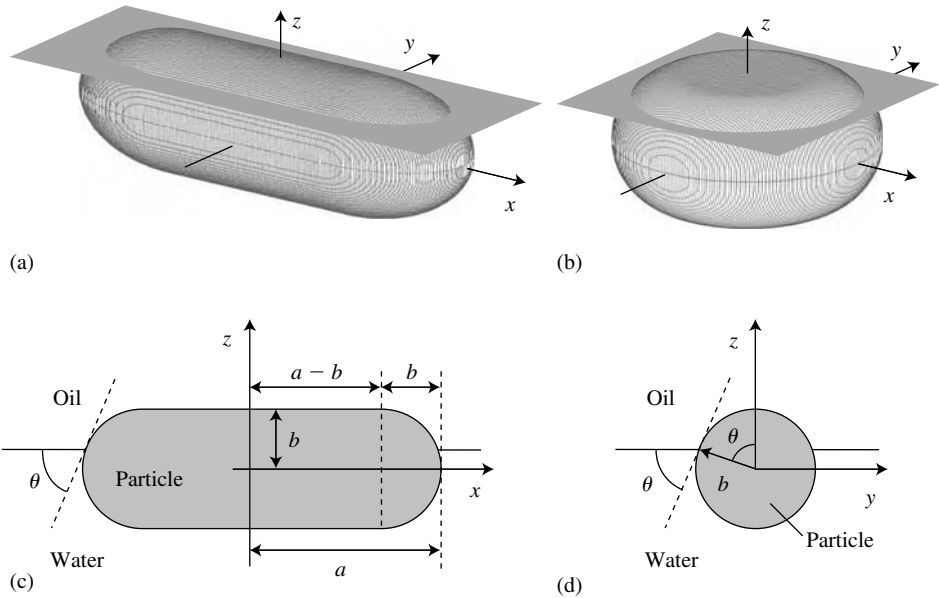 z
y
x
(a)
z
y
x
(b)
z
a − b
b
Oil
b
θ
Particle
x
Water
a
(c)
z
Oil
θ
θ
b
y
Particle
Water
(d)